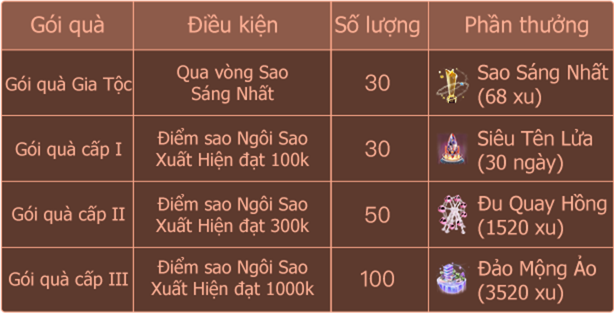 Gói quà Điều kiện Số lượng Phần thưởng
Gói quà Gia Tộc
Qua vòng Sao
Sáng Nhất
30
Sao Sáng Nhất
(68 xu)
Gói quà cấp I
Điểm sao Ngôi Sao
Xuất Hiện đạt 100k
30
Siêu Tên Lửa
(30 ngày)
Gói quà cấp II
Điểm sao Ngôi Sao
Xuất Hiện đạt 300k
50
Đu Quay Hồng
(1520 xu)
Gói quà cấp III
Điểm sao Ngôi Sao
Xuất Hiện đạt 1000k
100
Đảo Mộng Ảo
(3520 xu)